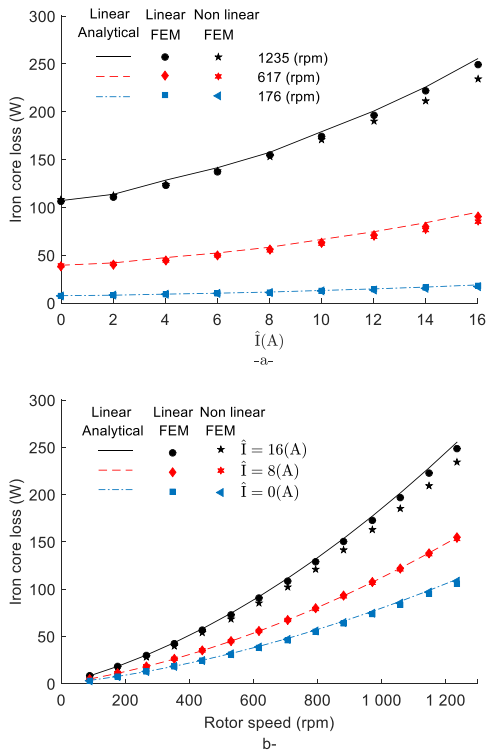 Linear Linear Non linear
Analytical FEM FEM
1235 (rpm)
617 (rpm)
176 (rpm)
Iron core loss (W)
300
250
200
150
100
50
0
0 2 4 6 8 10 12 14 16
Î(A)
-a-
Linear Linear Non linear
Analytical FEM FEM
Î = 16(A)
Î = 8(A)
Î = 0(A)
Iron core loss (W)
300
250
200
150
100
50
0
0 200 400 600 800 1 000 1 200
Rotor speed (rpm)
b-